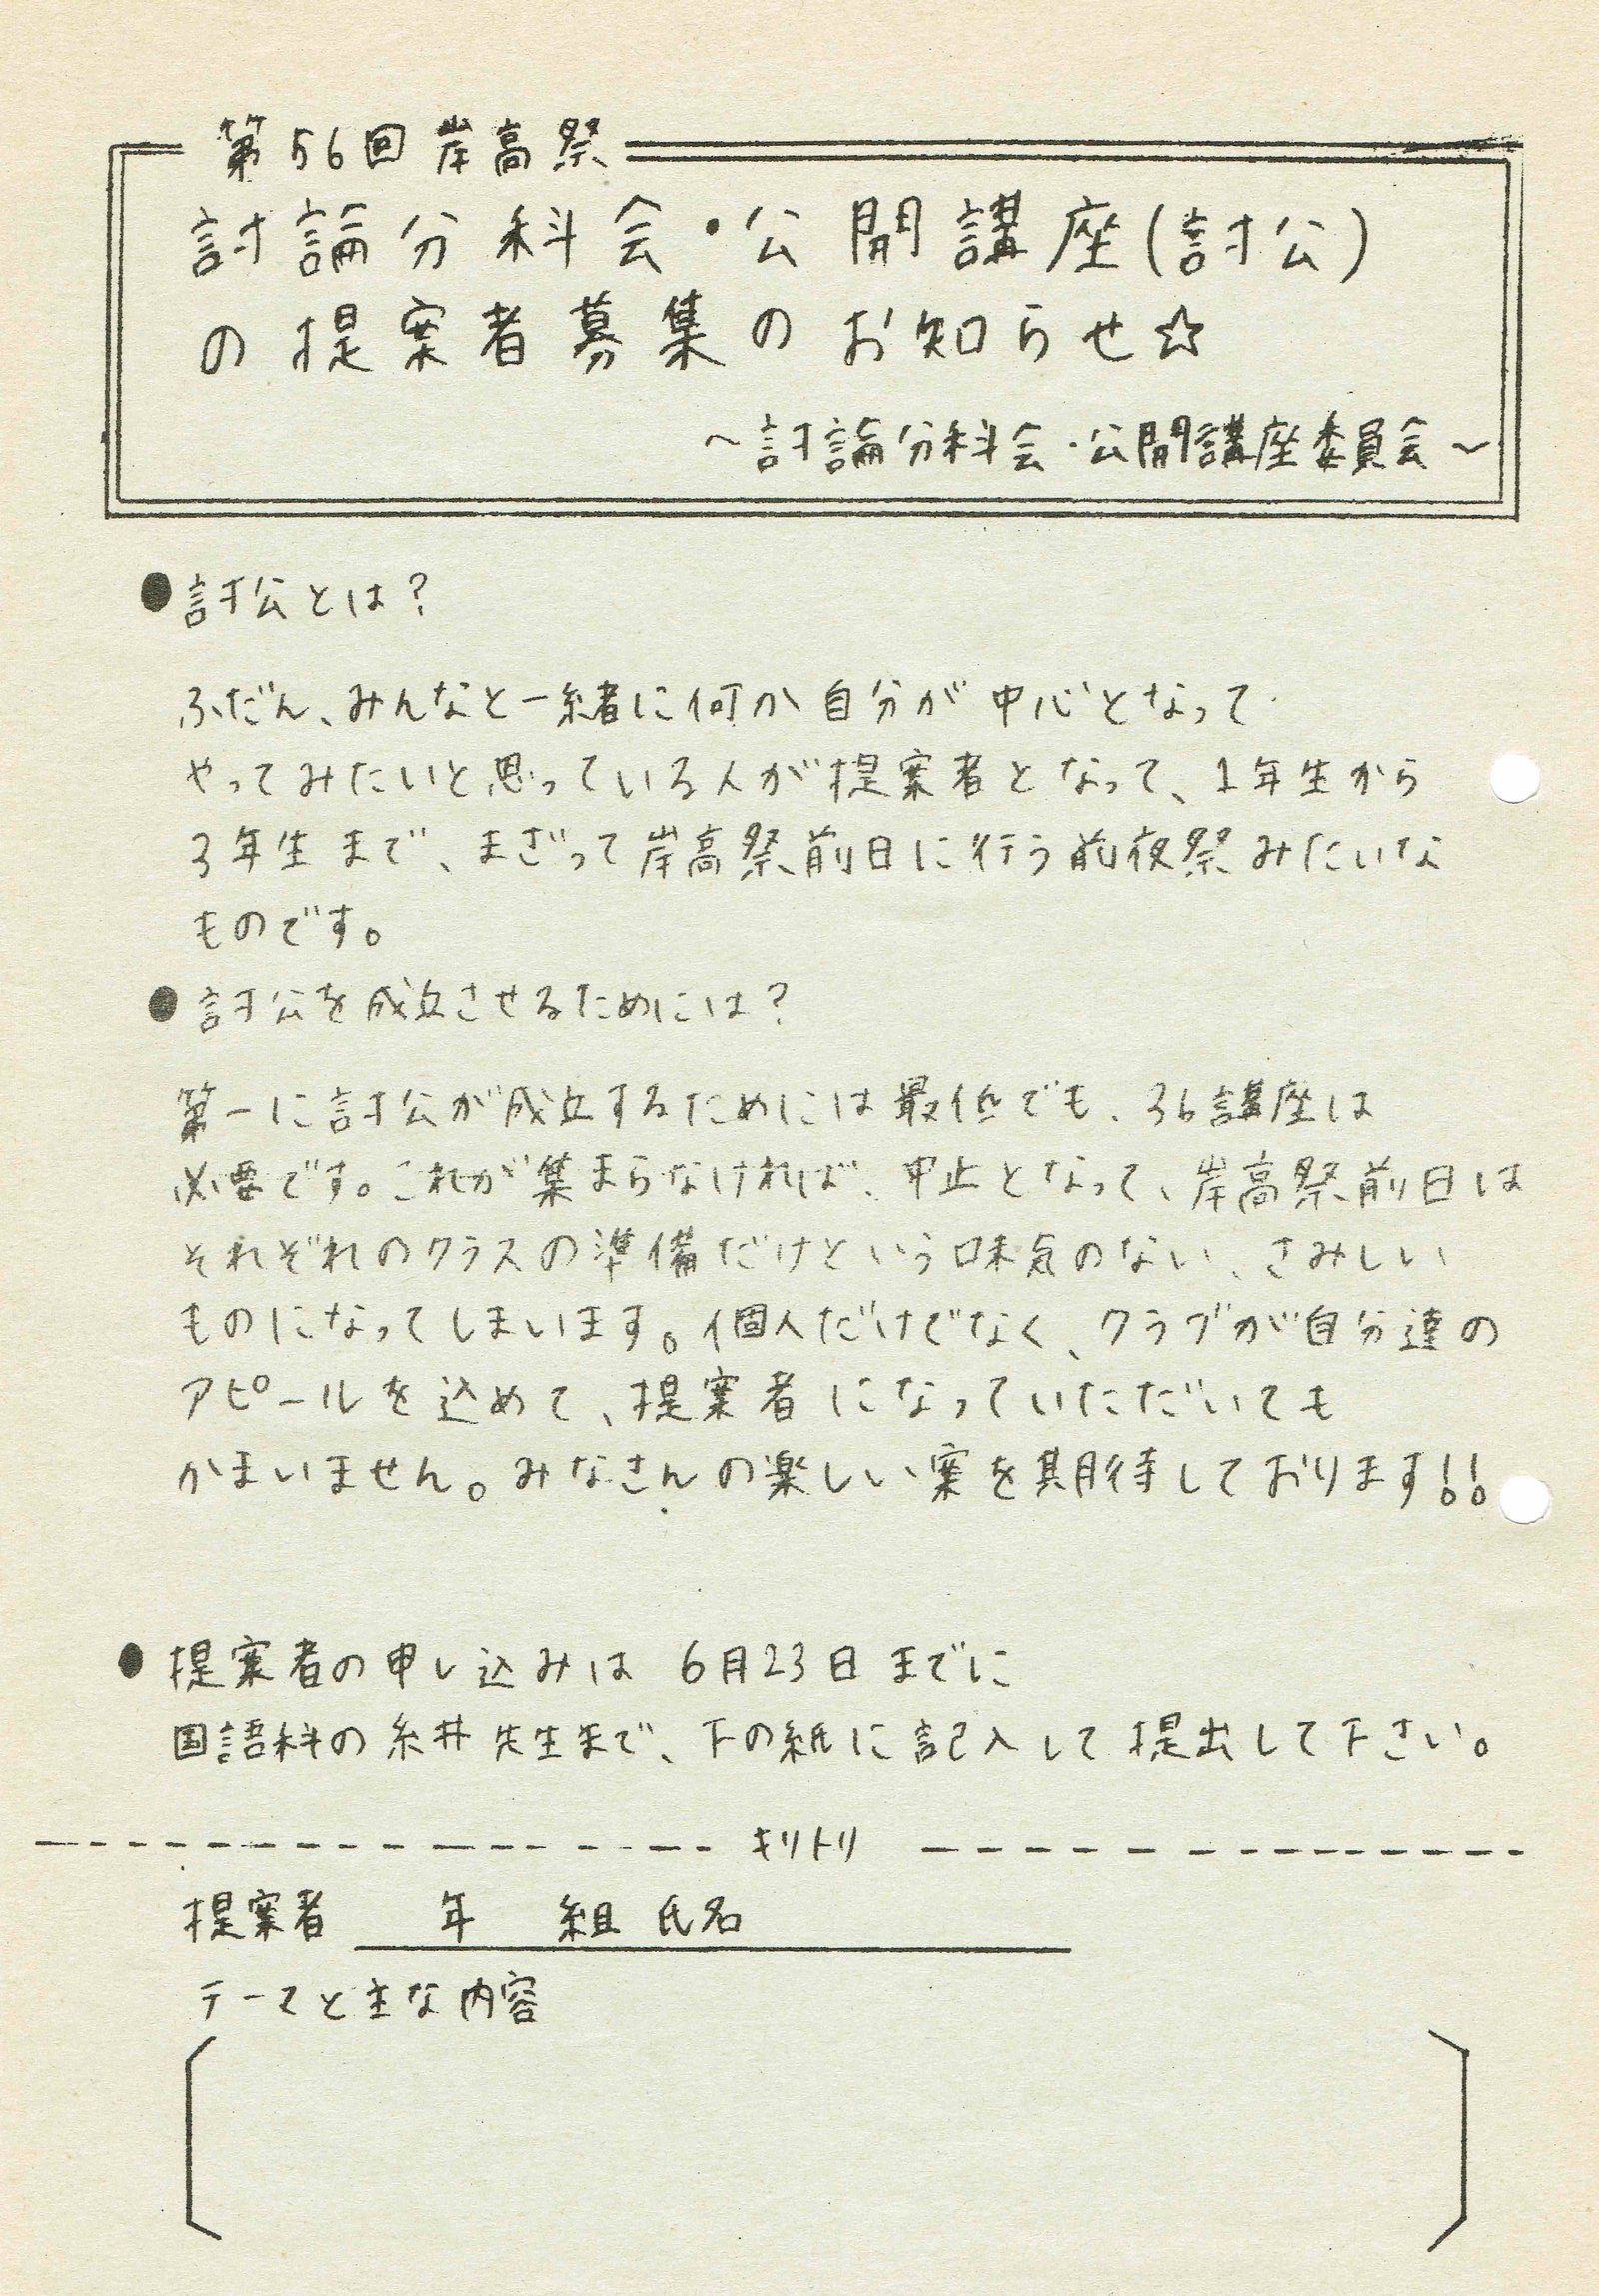 第56回岸高祭
討論分科会・公開講座(討公)
の提案者募集のお知らせ☆
～討論分科会・公開講座委員会～
●討公とは？
ふだん、みんなと一緒に何か自分が中心となって
やってみたいと思っている人が提案者となって、1年生から
3年生まで、まざって岸高祭前日に行う前夜祭みたいな
ものです。
●討公を成立させるためには？
第一に討公が成立するためには最低でも、36講座は
必要です。これが集まらなければ、中止となって、岸高祭前日は
それぞれのクラスの準備だけという味気のない、さみしい
ものになってしまいます。個人だけでなく、クラブが自分達の
アピールを込めて、提案者になっていただいても
かまいません。みなさんの楽しい案を期待しております!!
●提案者の申し込みは 6月23日までに
国語科の糸井先生まで、下の紙に記入して提出して下さい。
キリトリ
提案者 年 組 氏名
テーマと主な内容